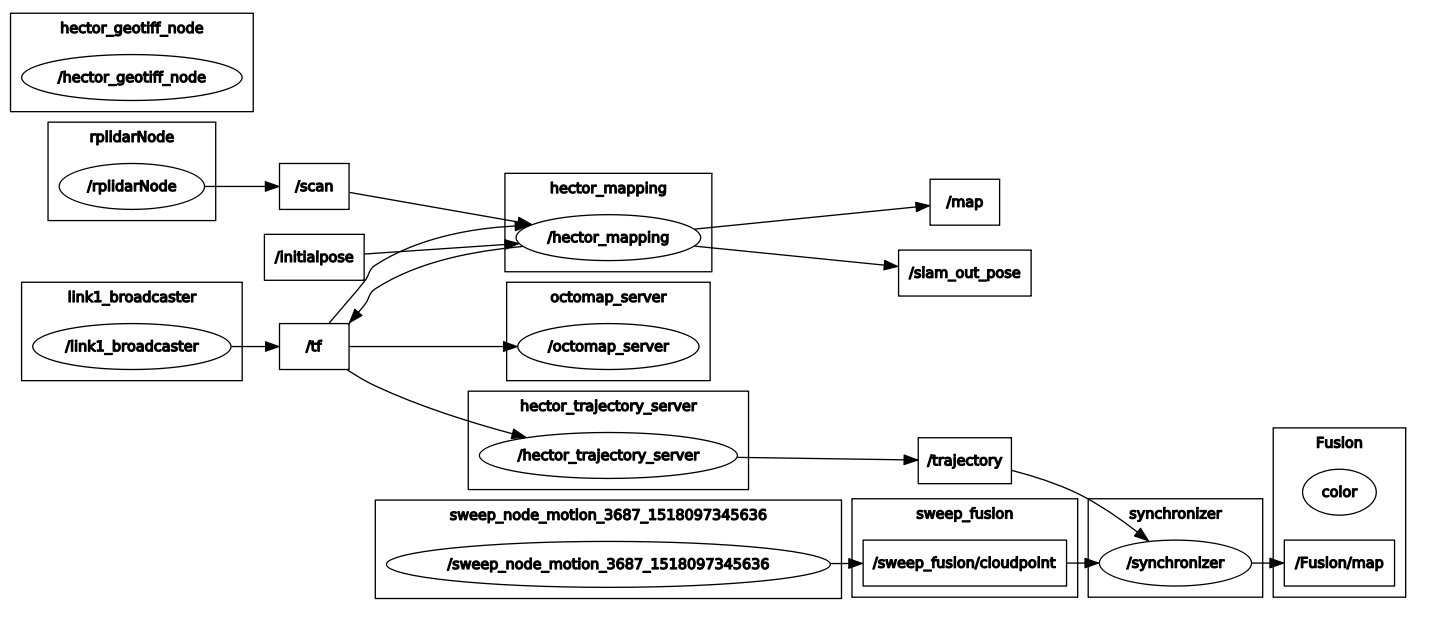 hector_geotiff_node
/hector_geotiff_node
rplidarNode
/rplidarNode
/scan
hector_mapping
/hector_mapping
/map
/initialpose
/slam_out_pose
link1_broadcaster
/link1_broadcaster
/tf
octomap_server
/octomap_server
hector_trajectory_server
/hector_trajectory_server
/trajectory
Fusion
color
sweep_node_motion_3687_1518097345636
/sweep_node_motion_3687_1518097345636
sweep_fusion
/sweep_fusion/cloudpoint
synchronizer
/synchronizer
/Fusion/map